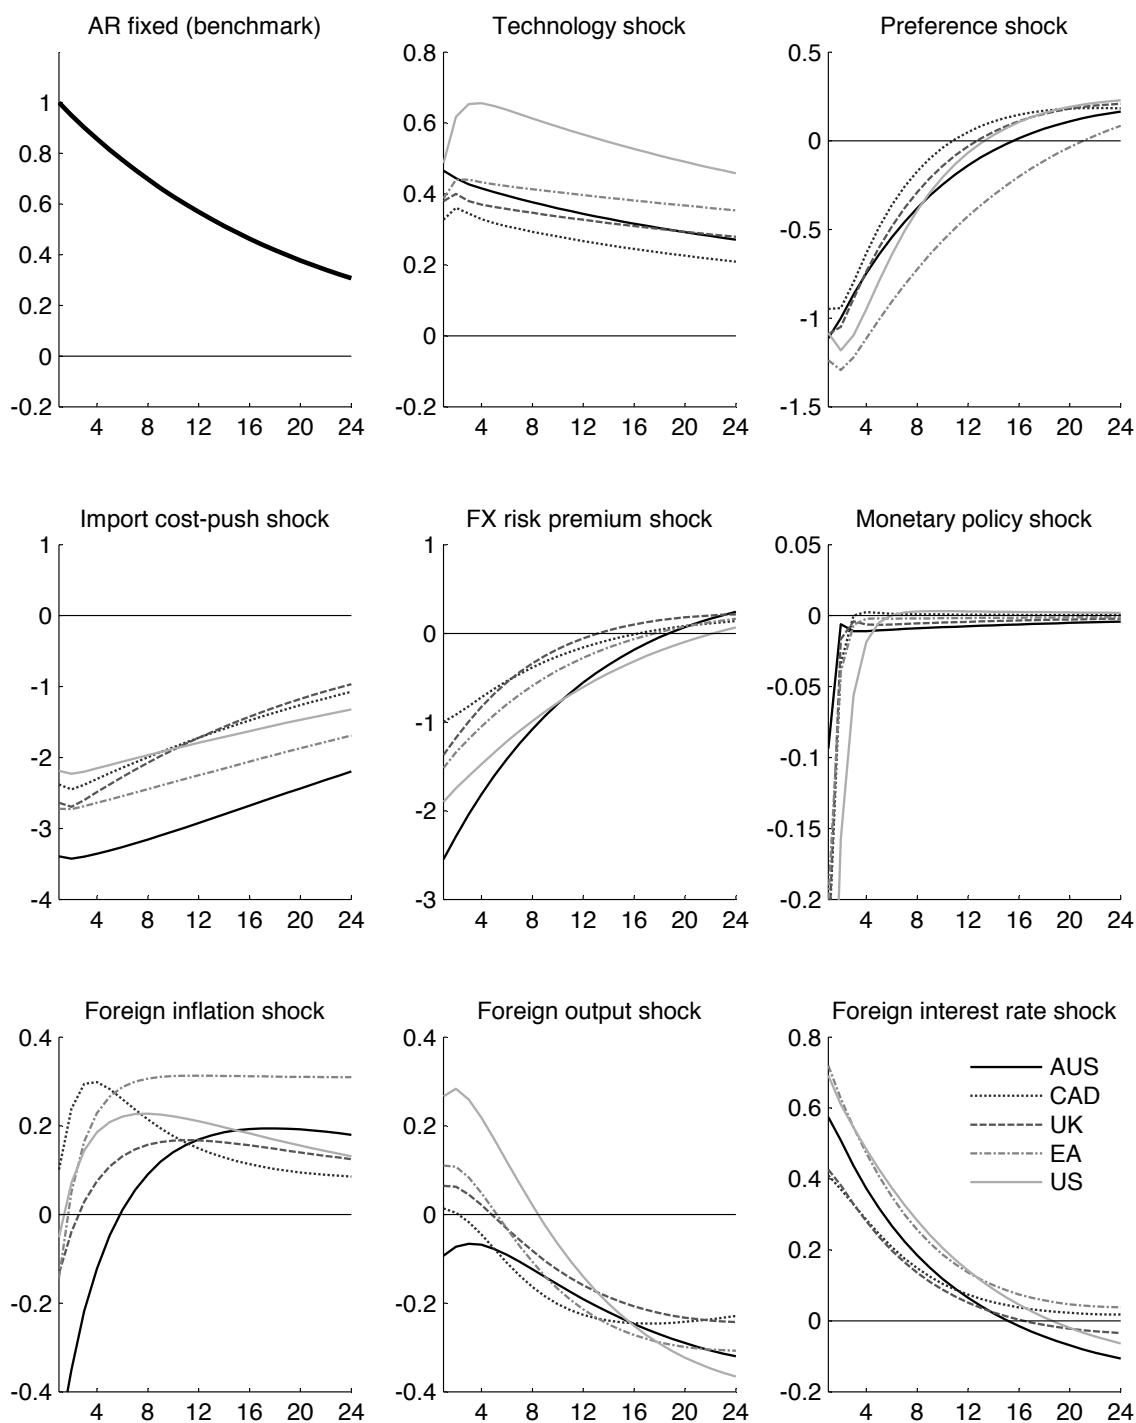 AR fixed (benchmark)
1
0.8
0.6
0.4
0.2
0
-0.2
4 8 12 16 20 24
Technology shock
0.8
0.6
0.4
0.2
0
-0.2
4 8 12 16 20 24
Preference shock
0.5
0
-0.5
-1
-1.5
4 8 12 16 20 24
Import cost-push shock
1
0
-1
-2
-3
-4
4 8 12 16 20 24
FX risk premium shock
1
0
-1
-2
-3
4 8 12 16 20 24
Monetary policy shock
0.05
0
-0.05
-0.1
-0.15
-0.2
4 8 12 16 20 24
Foreign inflation shock
0.4
0.2
0
-0.2
-0.4
4 8 12 16 20 24
Foreign output shock
0.4
0.2
0
-0.2
-0.4
4 8 12 16 20 24
Foreign interest rate shock
0.8
0.6
0.4
0.2
0
-0.2
4 8 12 16 20 24
AUS
CAD
UK
EA
US